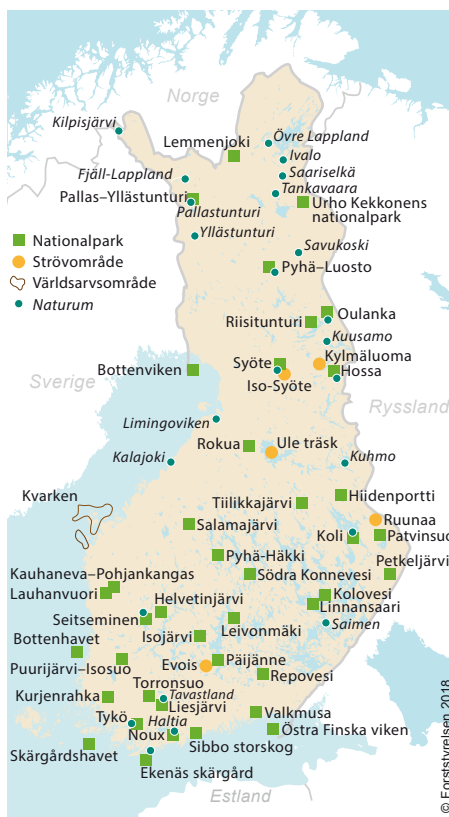 Norge
Kilpisjärvi
Övre Lappland
Lemmenjoki
Ivalo
Saariselkä
Fjäll-Lappland
Tankavaara
Pallas–Yllästunturi
Urho Kekkonens
nationalpark
Pallastunturi
Yllästunturi
Savukoski
Nationalpark
Strövområde
Världsarvsområde
Naturum
Pyhä–Luosto
Oulanka
Riisitunturi
Kuusamo
Kylmäluoma
Syöte
Hossa
Bottenviken
Iso-Syöte
Sverige
Ryssland
Limingoviken
Rokua
Ule träsk
Kalajoki
Kuhmo
Kvarken
Tiilikkajärvi
Hiidenportti
Salamajärvi
Ruunaa
Koli
Patvinsuo
Pyhä-Häkki
Petkeljärvi
Kauhaneva–Pohjankangas
Södra Konnevesi
Lauhanvuori
Helvetinjärvi
Kolovesi
Linnansaari
Seitseminen
Leivonmäki
Saimen
Bottenhavet
Isojärvi
Puurijärvi–Isosuo
Evois
Päijänne
Repovesi
Torronsuo
Kurjenrahka
Tavastland
Liesjärvi
Valkmusa
Tykö
Haltia
Noux
Östra Finska viken
Sibbo storskog
Skärgårdshavet
Ekenäs skärgård
Estland
© Forststyrelsen 2018